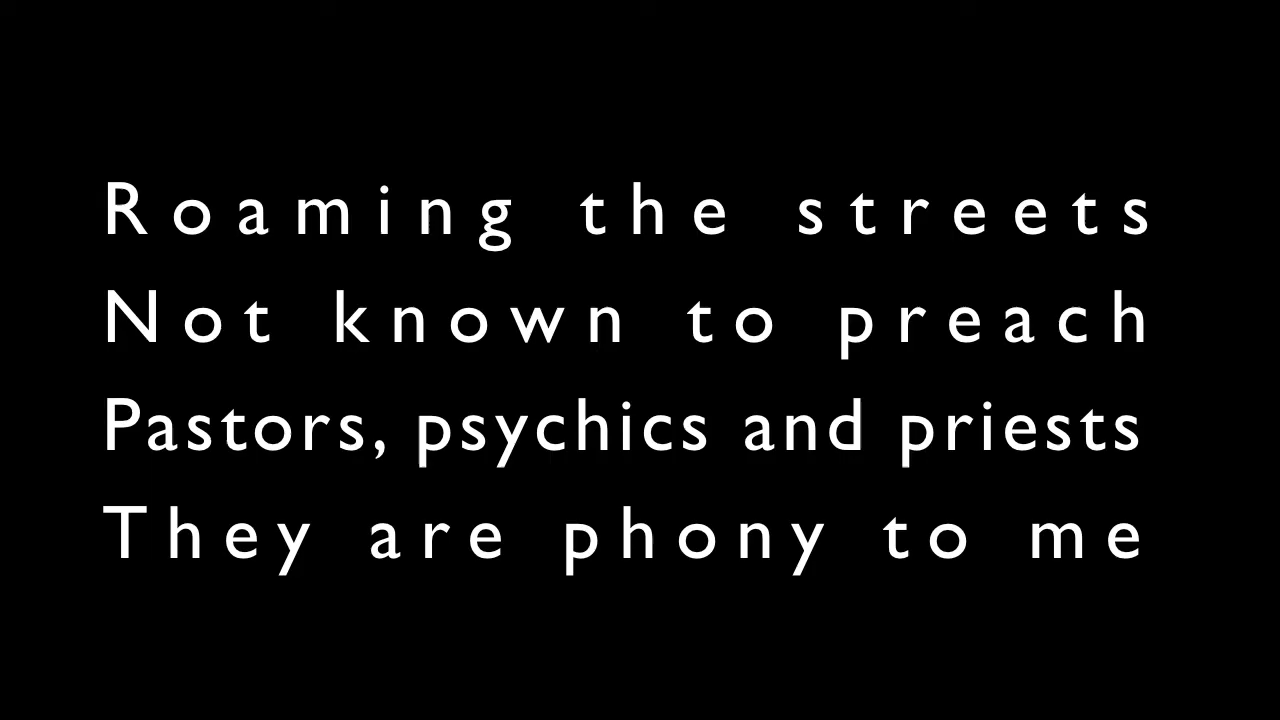 Roaming the streets
Not known to preach
Pastors, psychics and priests
They are phony to me